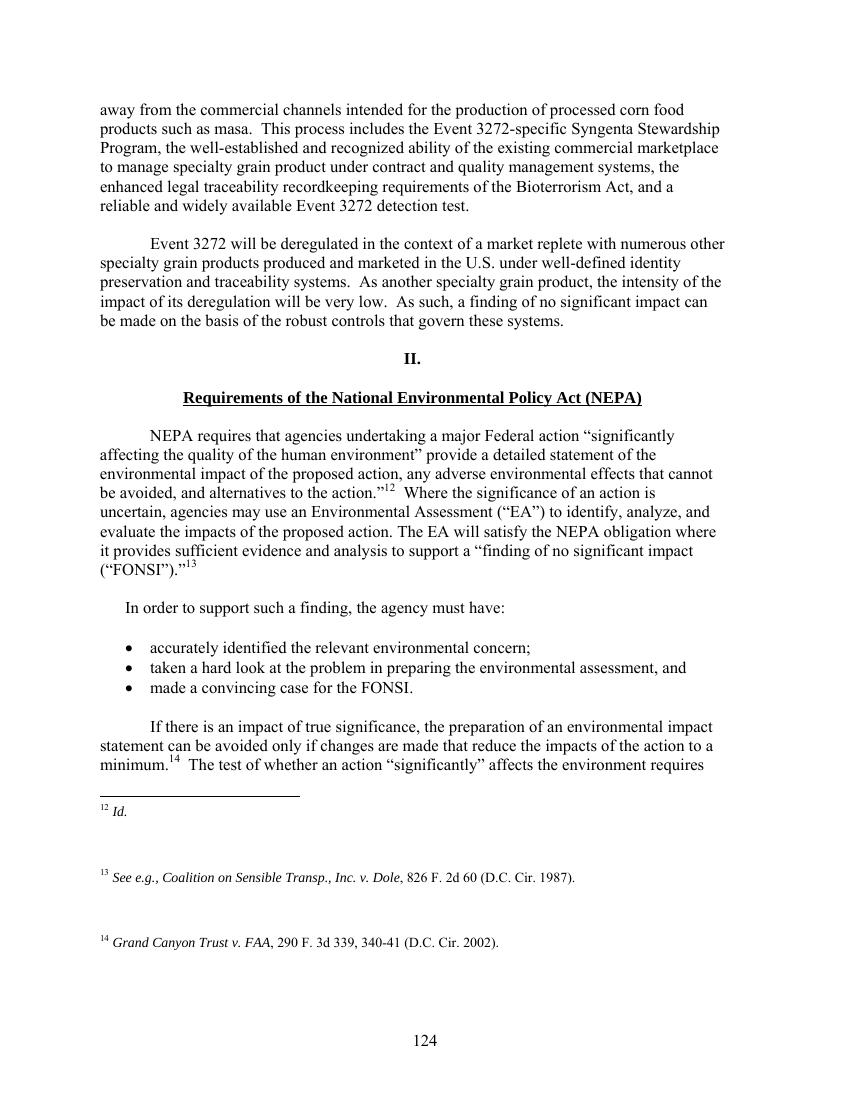 away from the commercial channels intended for the production of processed corn food
products such as masa.  This process includes the Event 3272-specific Syngenta Stewardship
Program, the well-established and recognized ability of the existing commercial marketplace
to manage specialty grain product under contract and quality management systems, the
enhanced legal traceability recordkeeping requirements of the Bioterrorism Act, and a
reliable and widely available Event 3272 detection test.
Event 3272 will be deregulated in the context of a market replete with numerous other
specialty grain products produced and marketed in the U.S. under well-defined identity
preservation and traceability systems.  As another specialty grain product, the intensity of the
impact of its deregulation will be very low.  As such, a finding of no significant impact can
be made on the basis of the robust controls that govern these systems.
II.
Requirements of the National Environmental Policy Act (NEPA)
NEPA requires that agencies undertaking a major Federal action “significantly
affecting the quality of the human environment” provide a detailed statement of the
environmental impact of the proposed action, any adverse environmental effects that cannot
be avoided, and alternatives to the action.”12  Where the significance of an action is
uncertain, agencies may use an Environmental Assessment (“EA”) to identify, analyze, and
evaluate the impacts of the proposed action. The EA will satisfy the NEPA obligation where
it provides sufficient evidence and analysis to support a “finding of no significant impact
(“FONSI”).”13
In order to support such a finding, the agency must have:
• accurately identified the relevant environmental concern;
• taken a hard look at the problem in preparing the environmental assessment, and
• made a convincing case for the FONSI.
If there is an impact of true significance, the preparation of an environmental impact
statement can be avoided only if changes are made that reduce the impacts of the action to a
minimum.14  The test of whether an action “significantly” affects the environment requires
12 Id.
13 See e.g., Coalition on Sensible Transp., Inc. v. Dole, 826 F. 2d 60 (D.C. Cir. 1987).
14 Grand Canyon Trust v. FAA, 290 F. 3d 339, 340-41 (D.C. Cir. 2002).
124